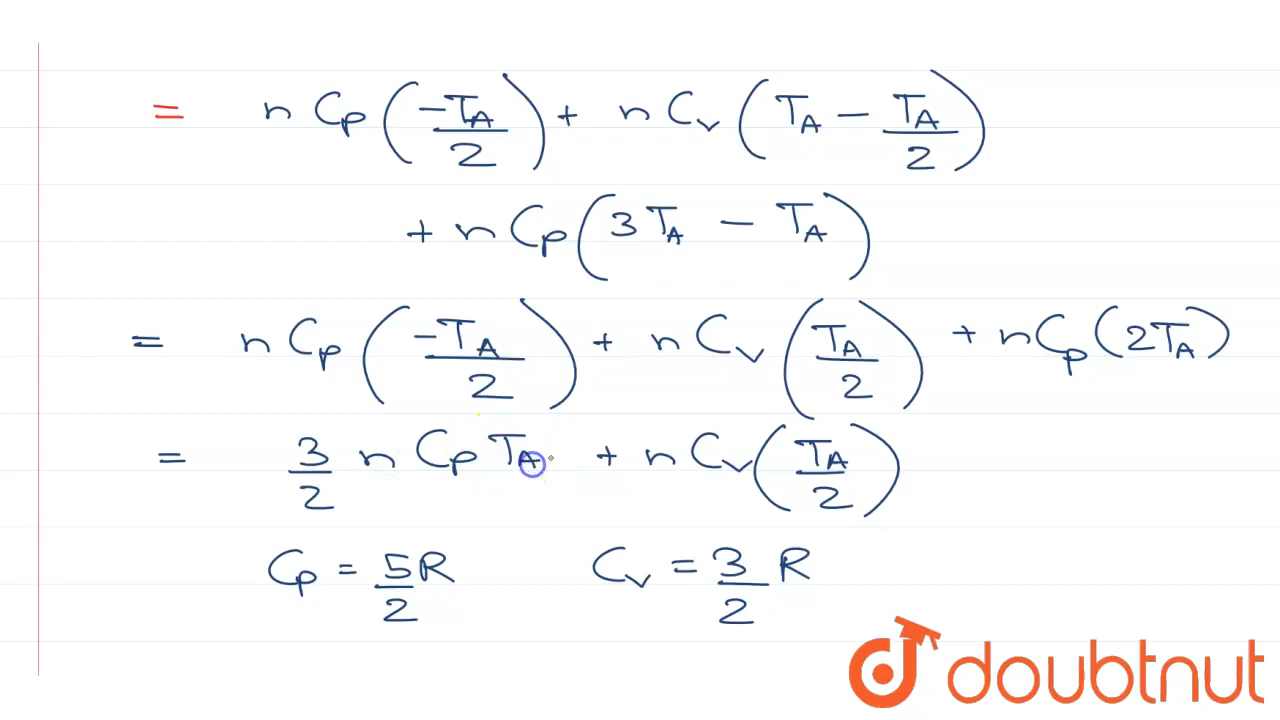 = n Cp (-TA/2) + n Cv (TA - TA/2)
+ n Cp (3TA - TA)
= n Cp (-TA/2) + n Cv (TA/2) + n Cp (2TA)
= 3/2 n Cp TA + n Cv (TA/2)
Cp = 5/2 R Cv = 3/2 R
doubtnut